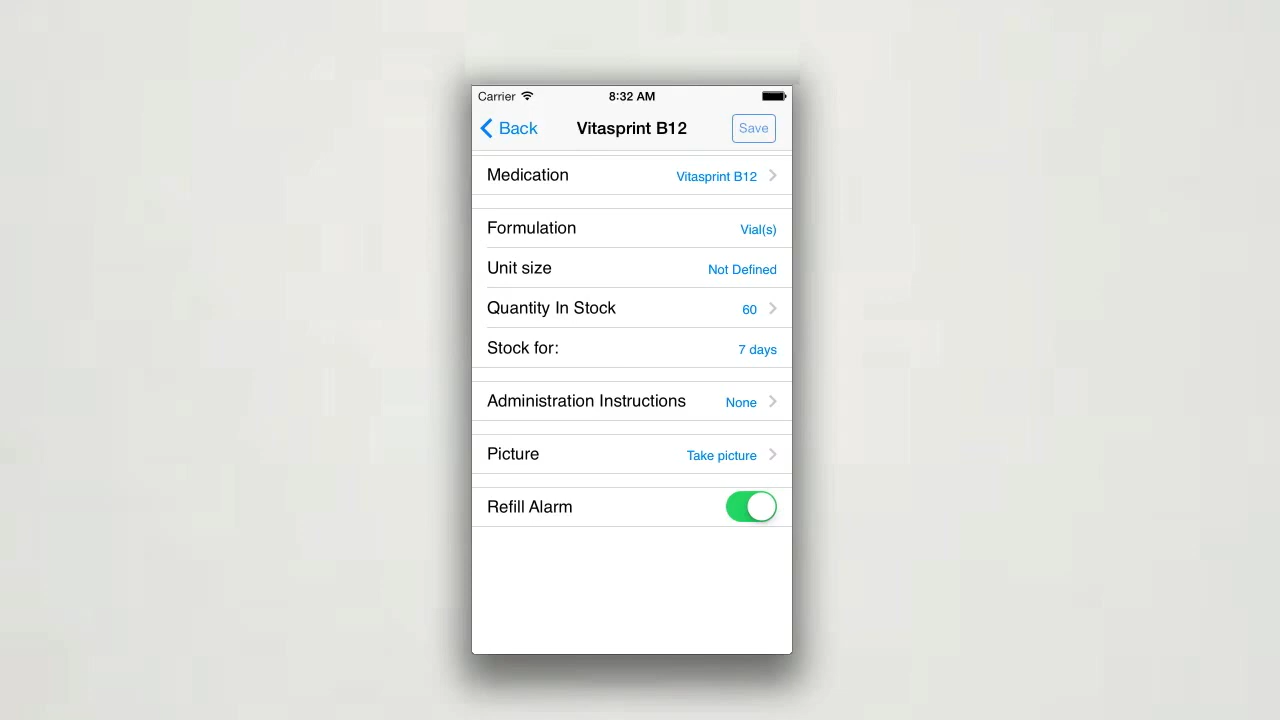 Carrier 8:32 AM
Back Vitasprint B12 Save
Medication Vitasprint B12
Formulation Vial(s)
Unit size Not Defined
Quantity In Stock 60
Stock for: 7 days
Administration Instructions None
Picture Take picture
Refill Alarm